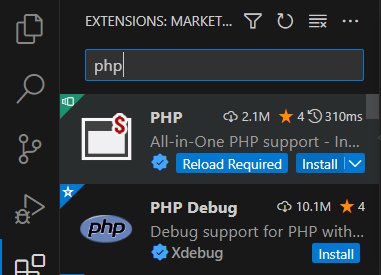 EXTENSIONS: MARKET...
php
PHP 2.1M 4 310ms
All-in-One PHP support - In...
Reload Required Install
PHP Debug 10.1M 4
Debug support for PHP with...
Xdebug Install